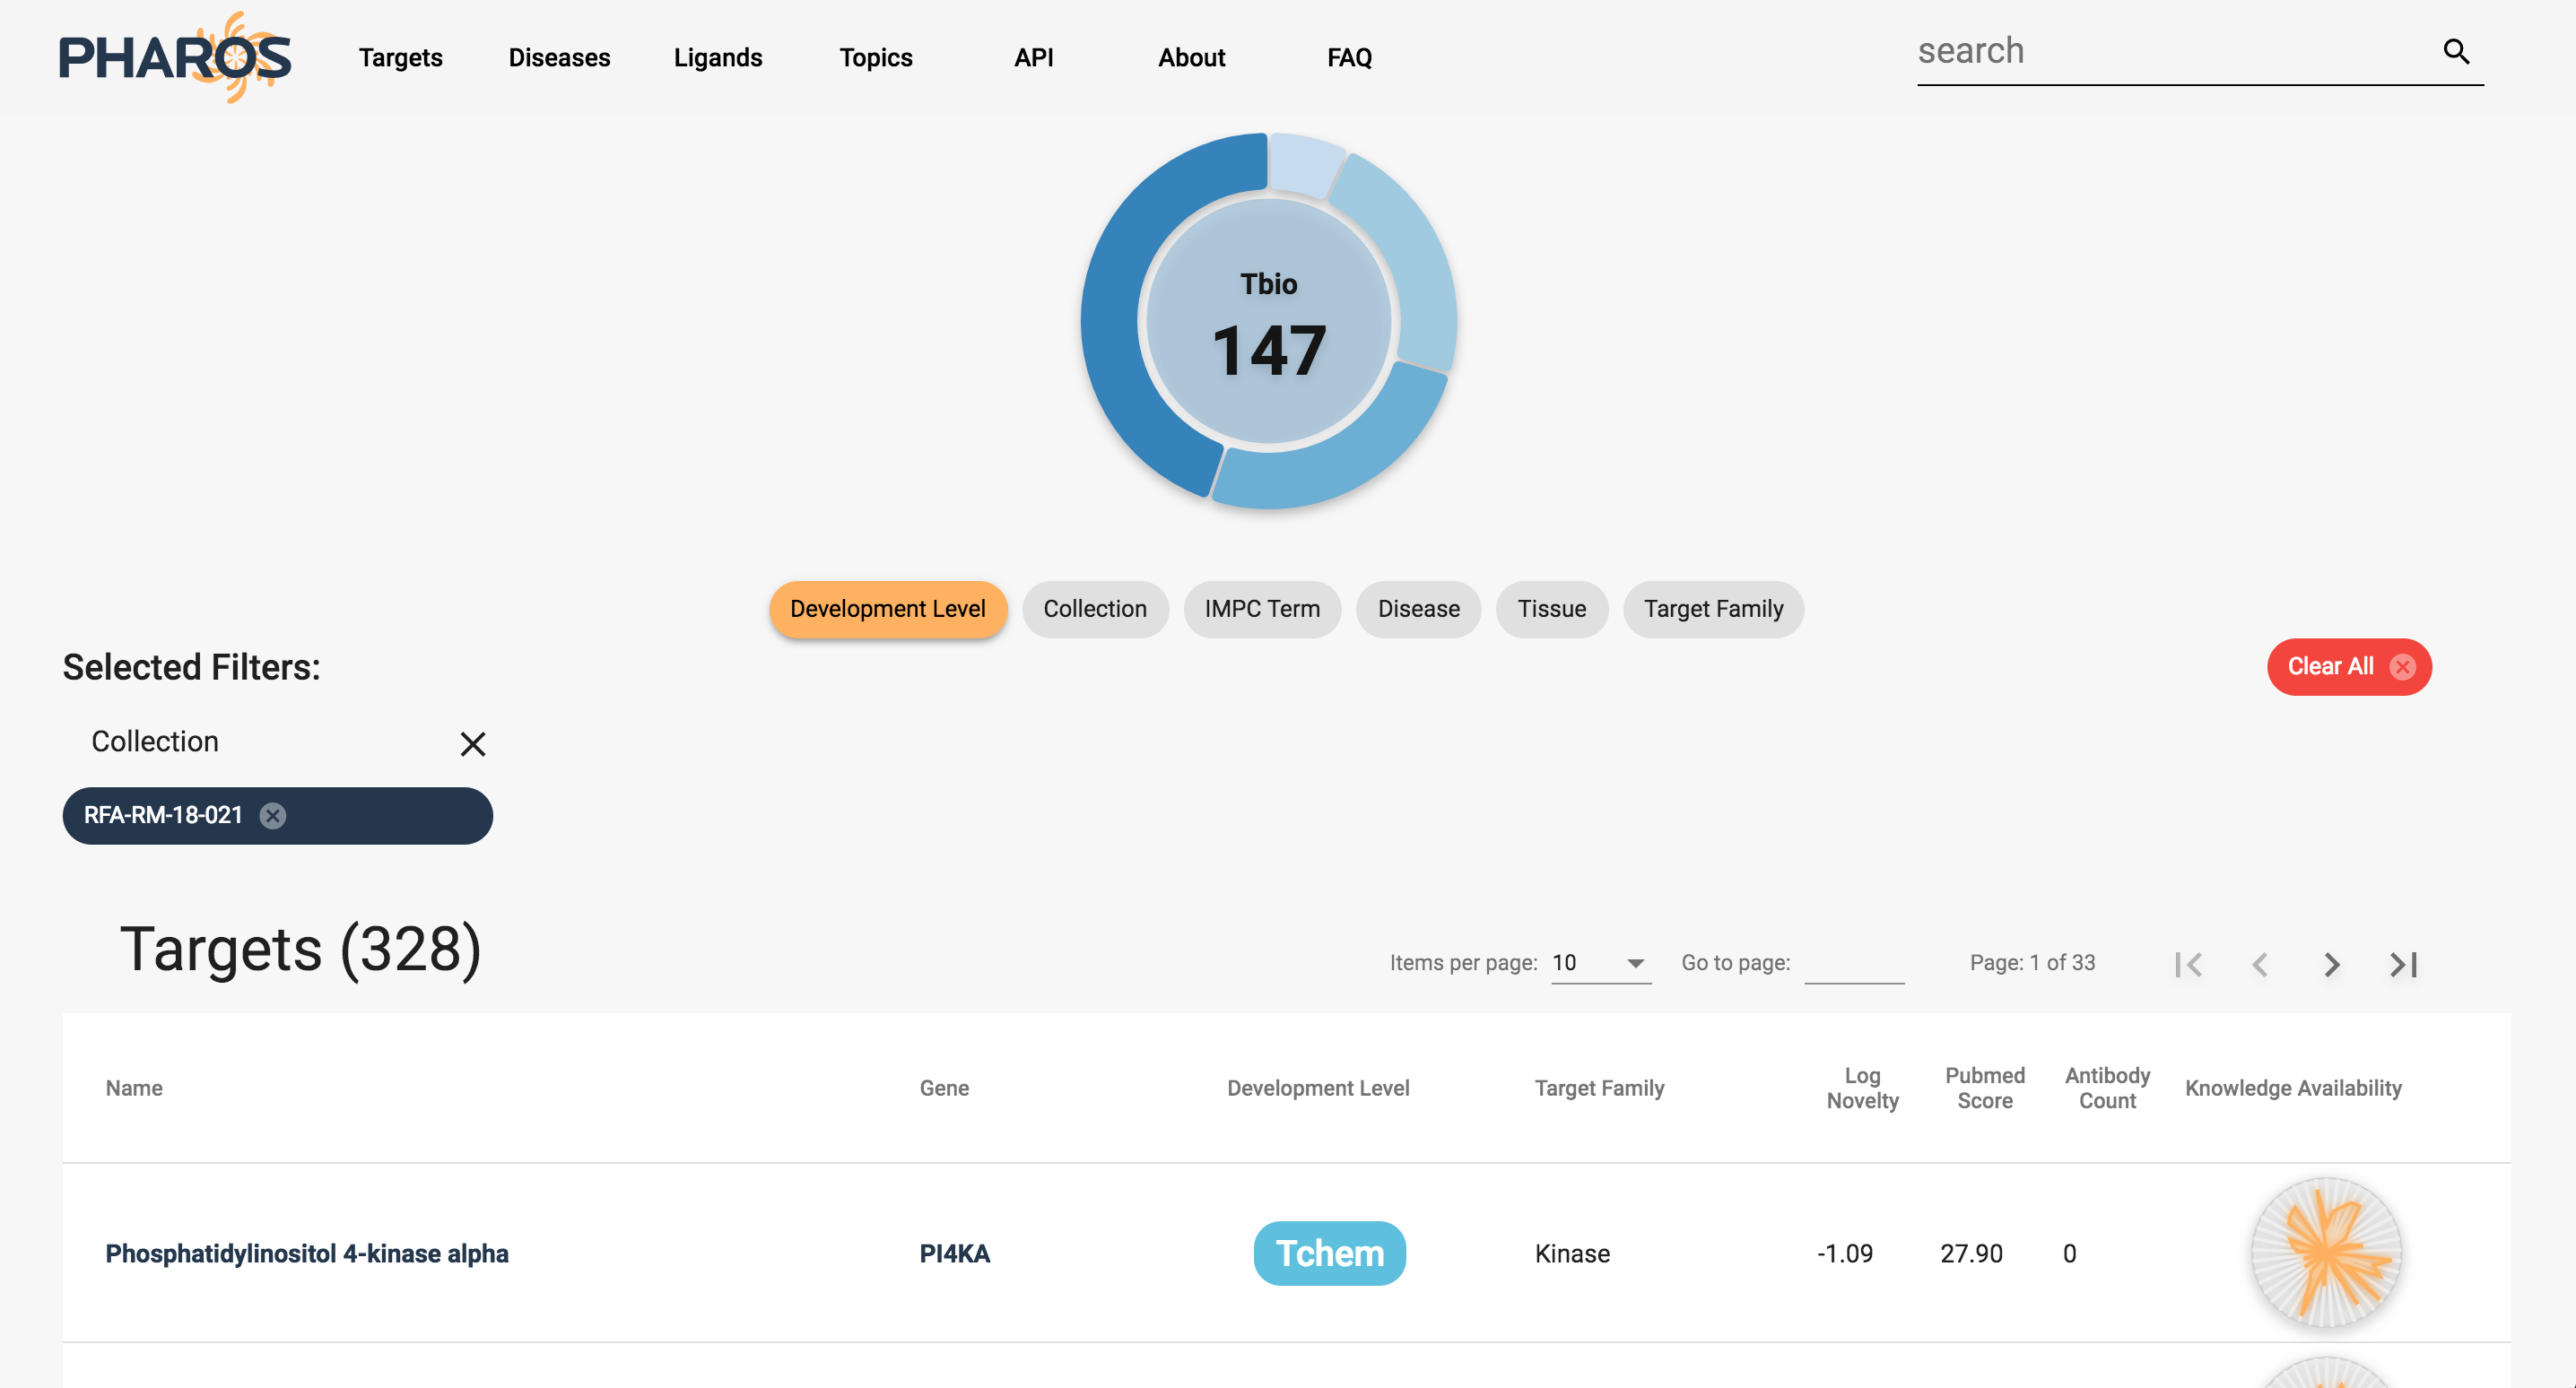 PHAROS
Targets
Diseases
Ligands
Topics
API
About
FAQ
search
Tbio
147
Development Level
Collection
IMPC Term
Disease
Tissue
Target Family
Selected Filters:
Clear All
Collection
RFA-RM-18-021
Targets (328)
Items per page: 10
Go to page:
Page: 1 of 33
Name
Gene
Development Level
Target Family
Log
Novelty
Pubmed
Score
Antibody
Count
Knowledge Availability
Phosphatidylinositol 4-kinase alpha
PI4KA
Tchem
Kinase
-1.09
27.90
0